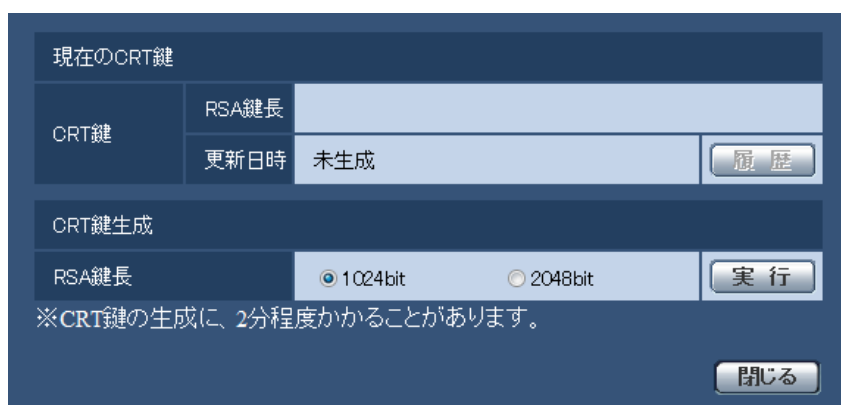 現在のCRT鍵
CRT鍵
RSA鍵長
更新日時 未生成 履歴
CRT鍵生成
RSA鍵長 1024bit 2048bit 実行
※CRT鍵の生成に、2分程度かかることがあります。
閉じる